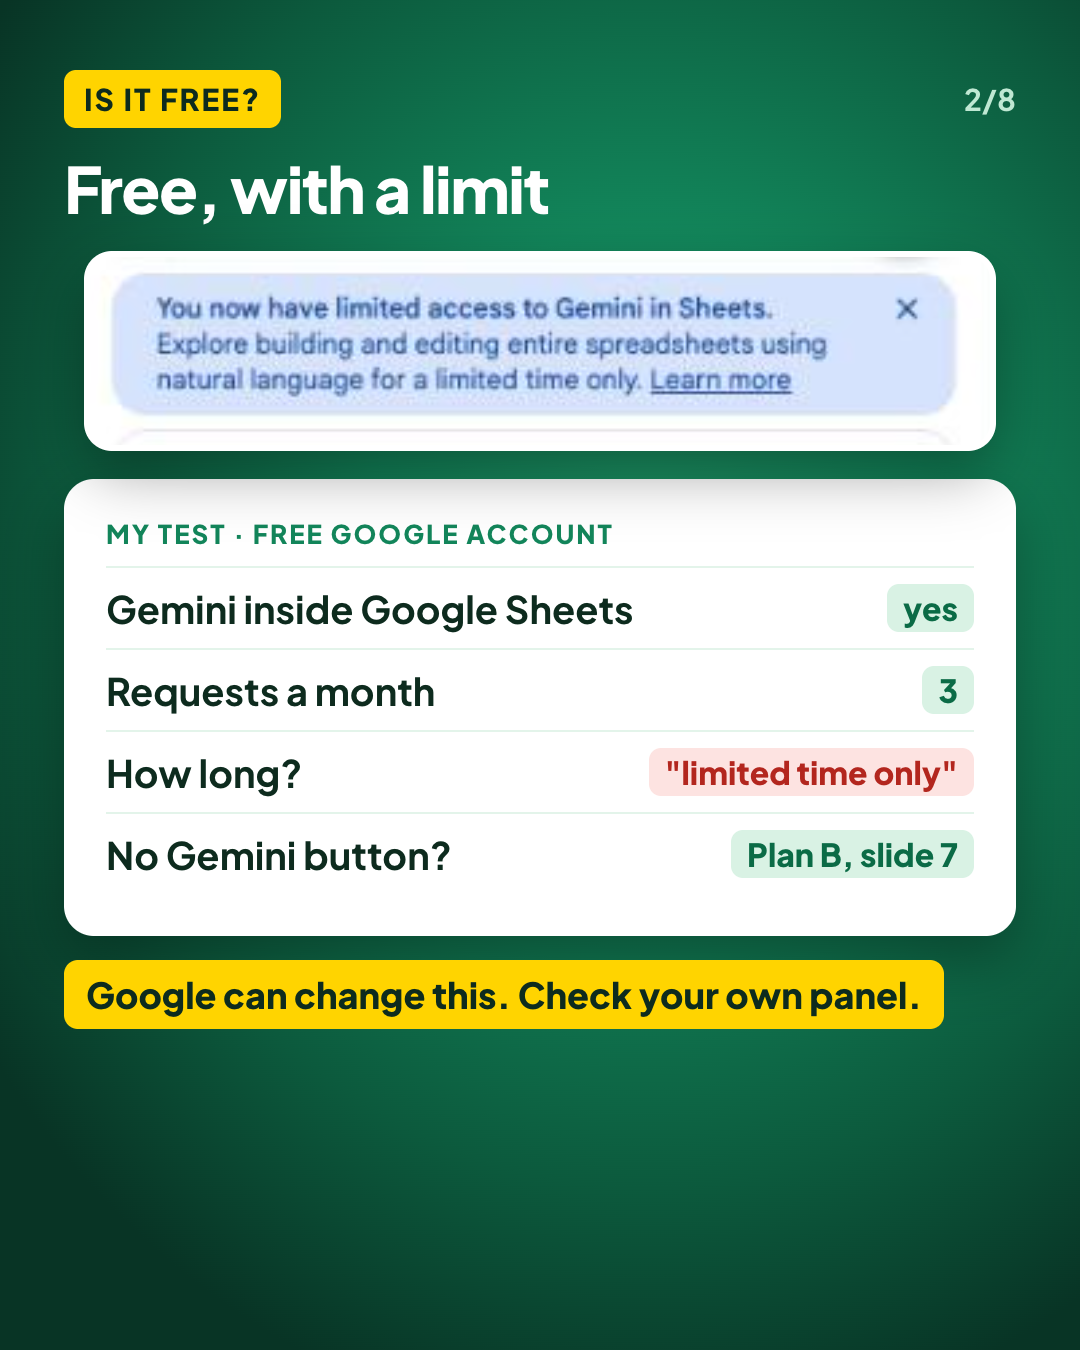 IS IT FREE?
2/8
Free, with a limit
You now have limited access to Gemini in Sheets.
Explore building and editing entire spreadsheets using
natural language for a limited time only. Learn more
MY TEST · FREE GOOGLE ACCOUNT
Gemini inside Google Sheets
yes
Requests a month
3
How long?
"limited time only"
No Gemini button?
Plan B, slide 7
Google can change this. Check your own panel.